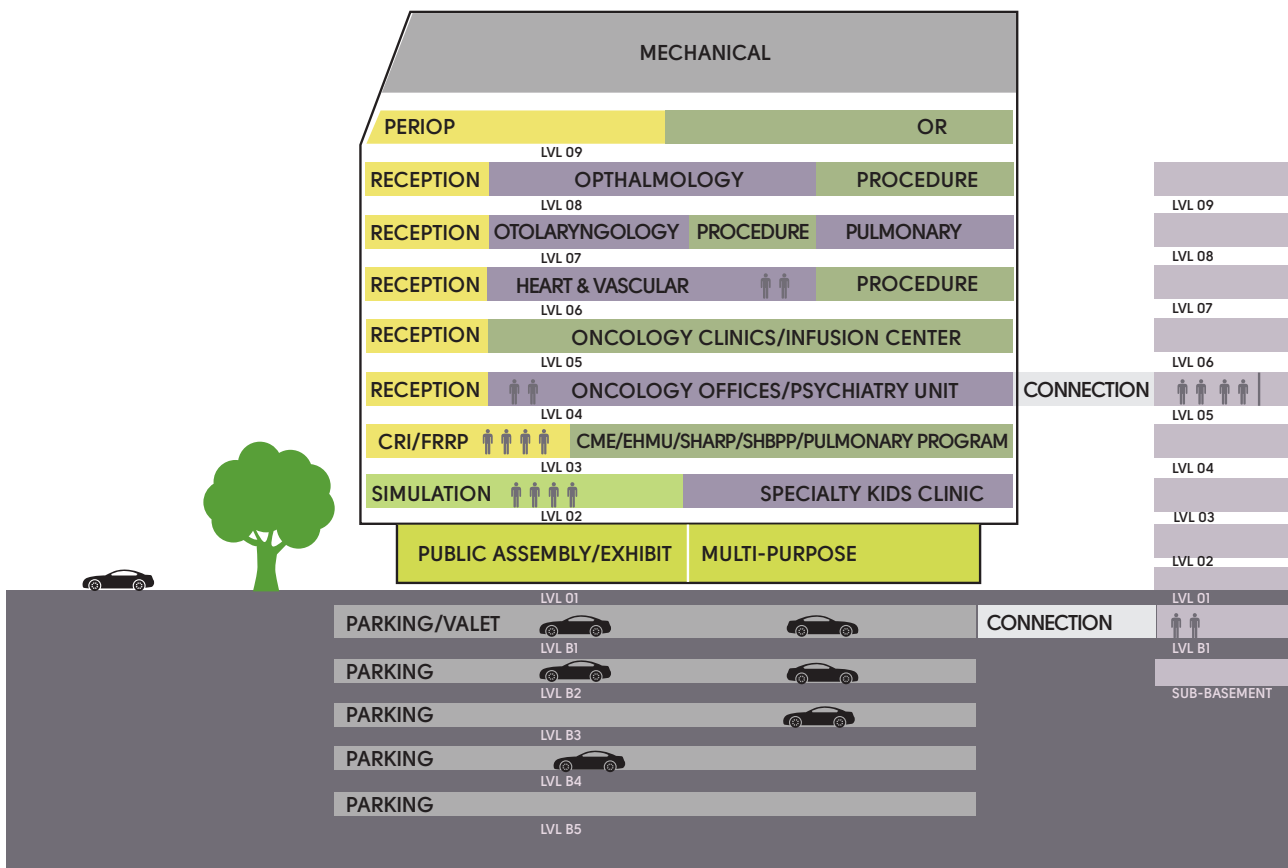 MECHANICAL
PERIOP OR
LVL 09
RECEPTION OPTHALMOLOGY PROCEDURE
LVL 08
RECEPTION OTOLARYNGOLOGY PROCEDURE PULMONARY
LVL 07
RECEPTION HEART & VASCULAR PROCEDURE
LVL 06
RECEPTION ONCOLOGY CLINICS/INFUSION CENTER
LVL 05
RECEPTION ONCOLOGY OFFICES/PSYCHIATRY UNIT
LVL 04
CRI/FRRP CME/EHMU/SHARP/SHBPP/PULMONARY PROGRAM
LVL 03
SIMULATION SPECIALTY KIDS CLINIC
LVL 02
PUBLIC ASSEMBLY/EXHIBIT MULTI-PURPOSE
LVL 01
PARKING/VALET
LVL B1
PARKING
LVL B2
PARKING
LVL B3
PARKING
LVL B4
PARKING
LVL B5
CONNECTION
CONNECTION
LVL 09
LVL 08
LVL 07
LVL 06
LVL 05
LVL 04
LVL 03
LVL 02
LVL 01
LVL B1
SUB-BASEMENT